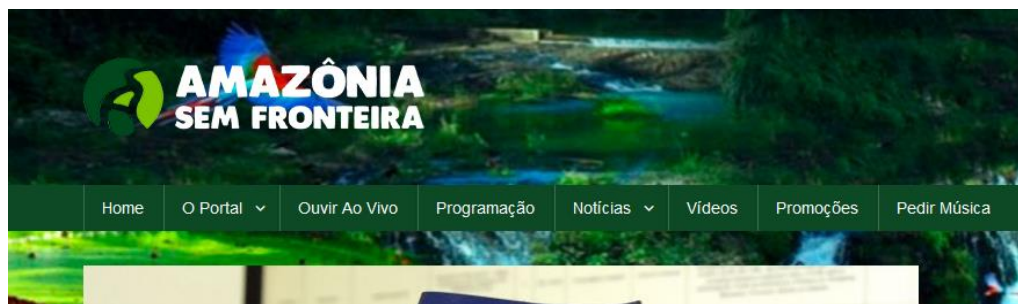 AMAZÔNIA
SEM FRONTEIRA
Home O Portal Ouvir Ao Vivo Programação Notícias Vídeos Promoções Pedir Música